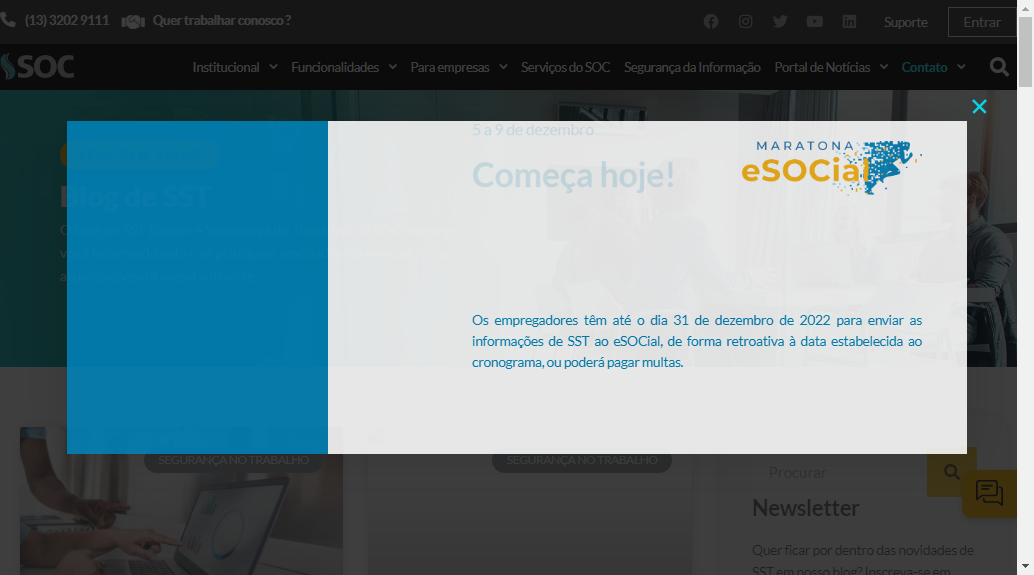 (13) 3202 9111 Quer trabalhar conosco ?
Suporte Entrar
SOC Institucional Funcionalidades Para empresas Serviços do SOC Segurança da Informação Portal de Notícias Contato
5 a 9 de dezembro
Começa hoje!
MARATONA
eSOCial
Blog de SST
Os empregadores têm até o dia 31 de dezembro de 2022 para enviar as
informações de SST ao eSOCial, de forma retroativa à data estabelecida ao
cronograma, ou poderá pagar multas.
SEGURANÇA NO TRABALHO
SEGURANÇA NO TRABALHO
Procurar
Newsletter
Quer ficar por dentro das novidades de
SST em nosso blog? Inscreva-se em